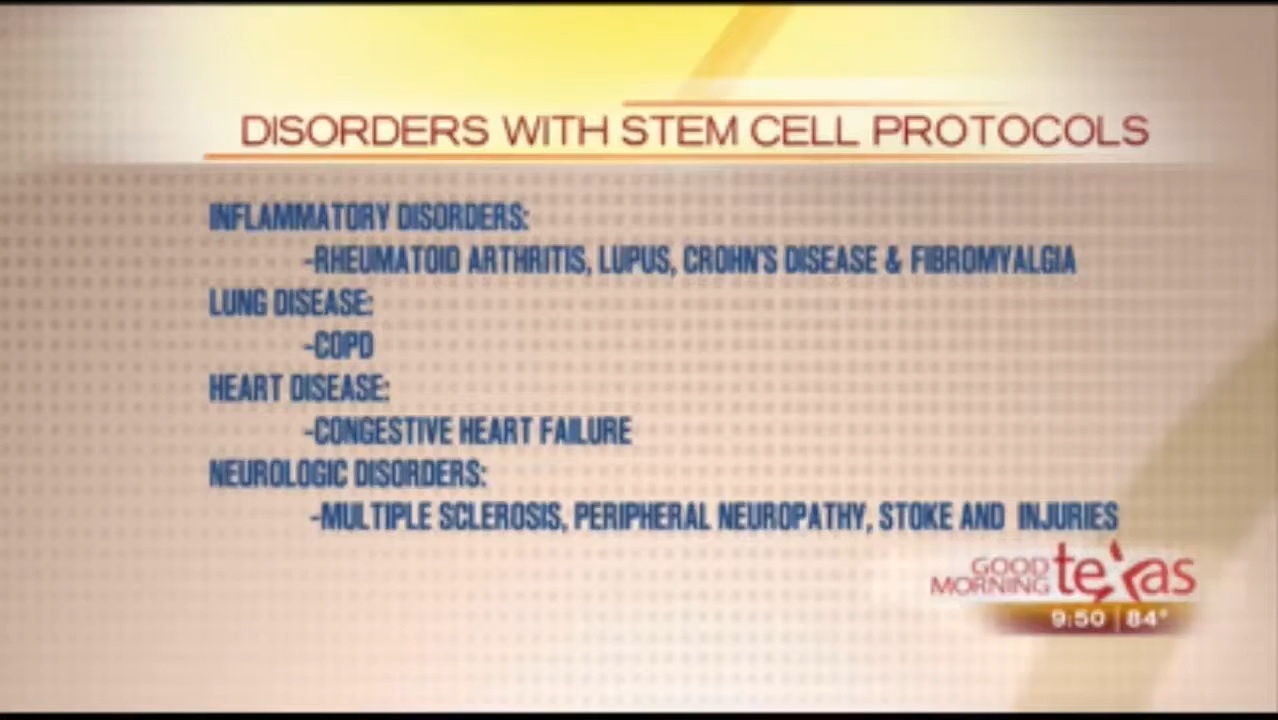 DISORDERS WITH STEM CELL PROTOCOLS
INFLAMMATORY DISORDERS:
-RHEUMATOID ARTHRITIS, LUPUS, CROHN'S DISEASE & FIBROMYALGIA
LUNG DISEASE:
-COPD
HEART DISEASE:
-CONGESTIVE HEART FAILURE
NEUROLOGIC DISORDERS:
-MULTIPLE SCLEROSIS, PERIPHERAL NEUROPATHY, STOKE AND INJURIES
GOOD MORNING texas
9:50 | 84°